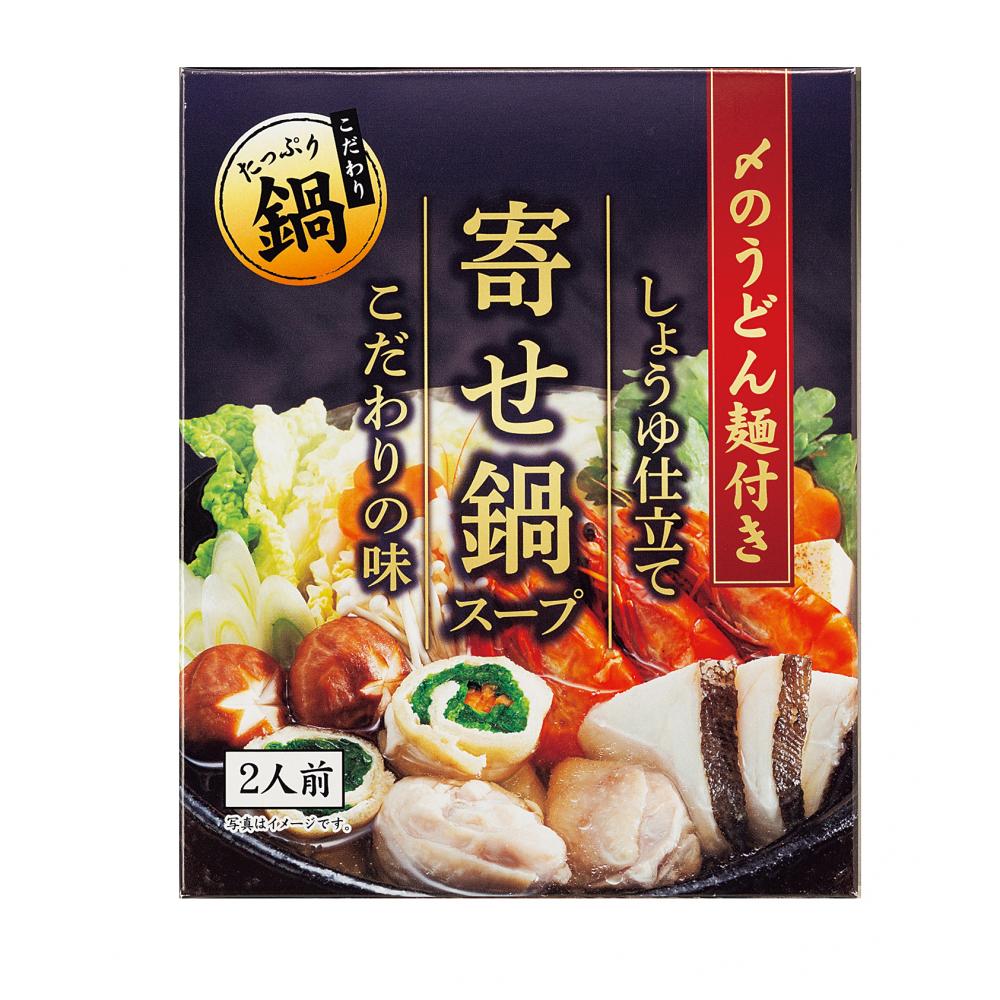 〆のうどん麺付き
しょうゆ仕立て
寄せ鍋スープ
こだわりの味
こだわり
たっぷり
鍋
2人前
写真はイメージです。